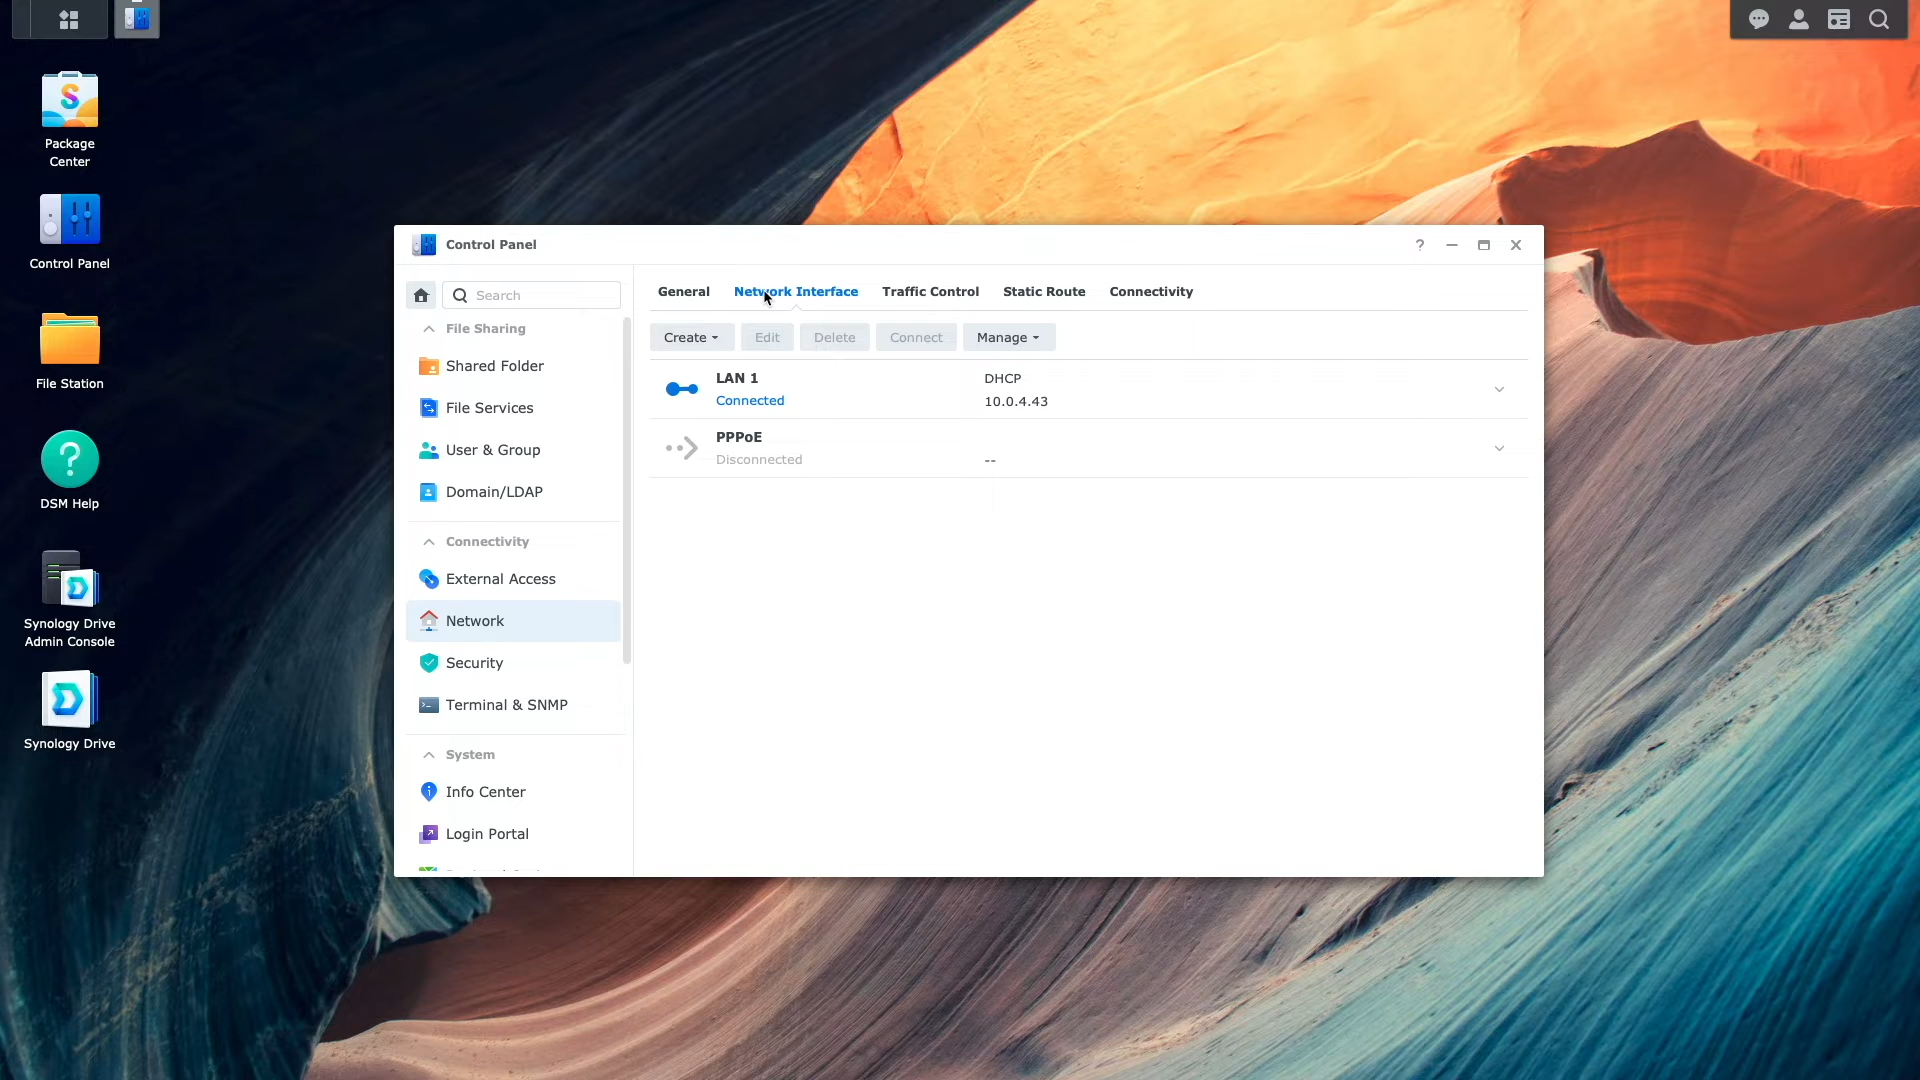 Package
Center
Control Panel
File Station
DSM Help
Synology Drive
Admin Console
Synology Drive
Control Panel
Search
File Sharing
Shared Folder
File Services
User & Group
Domain/LDAP
Connectivity
External Access
Network
Security
Terminal & SNMP
System
Info Center
Login Portal
General Network Interface Traffic Control Static Route Connectivity
Create Edit Delete Connect Manage
LAN 1 DHCP
Connected 10.0.4.43
PPPoE
Disconnected --